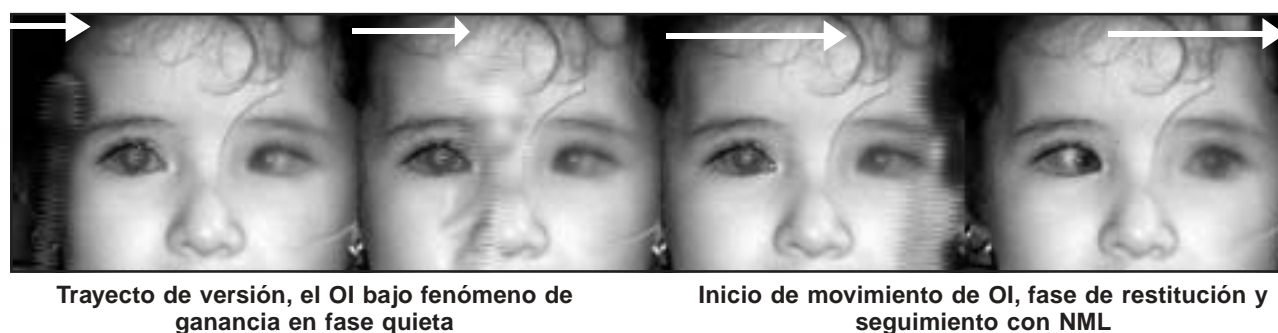 Trayecto de versión, el OI bajo fenómeno de
ganancia en fase quieta
Inicio de movimiento de OI, fase de restitución y
seguimiento con NML